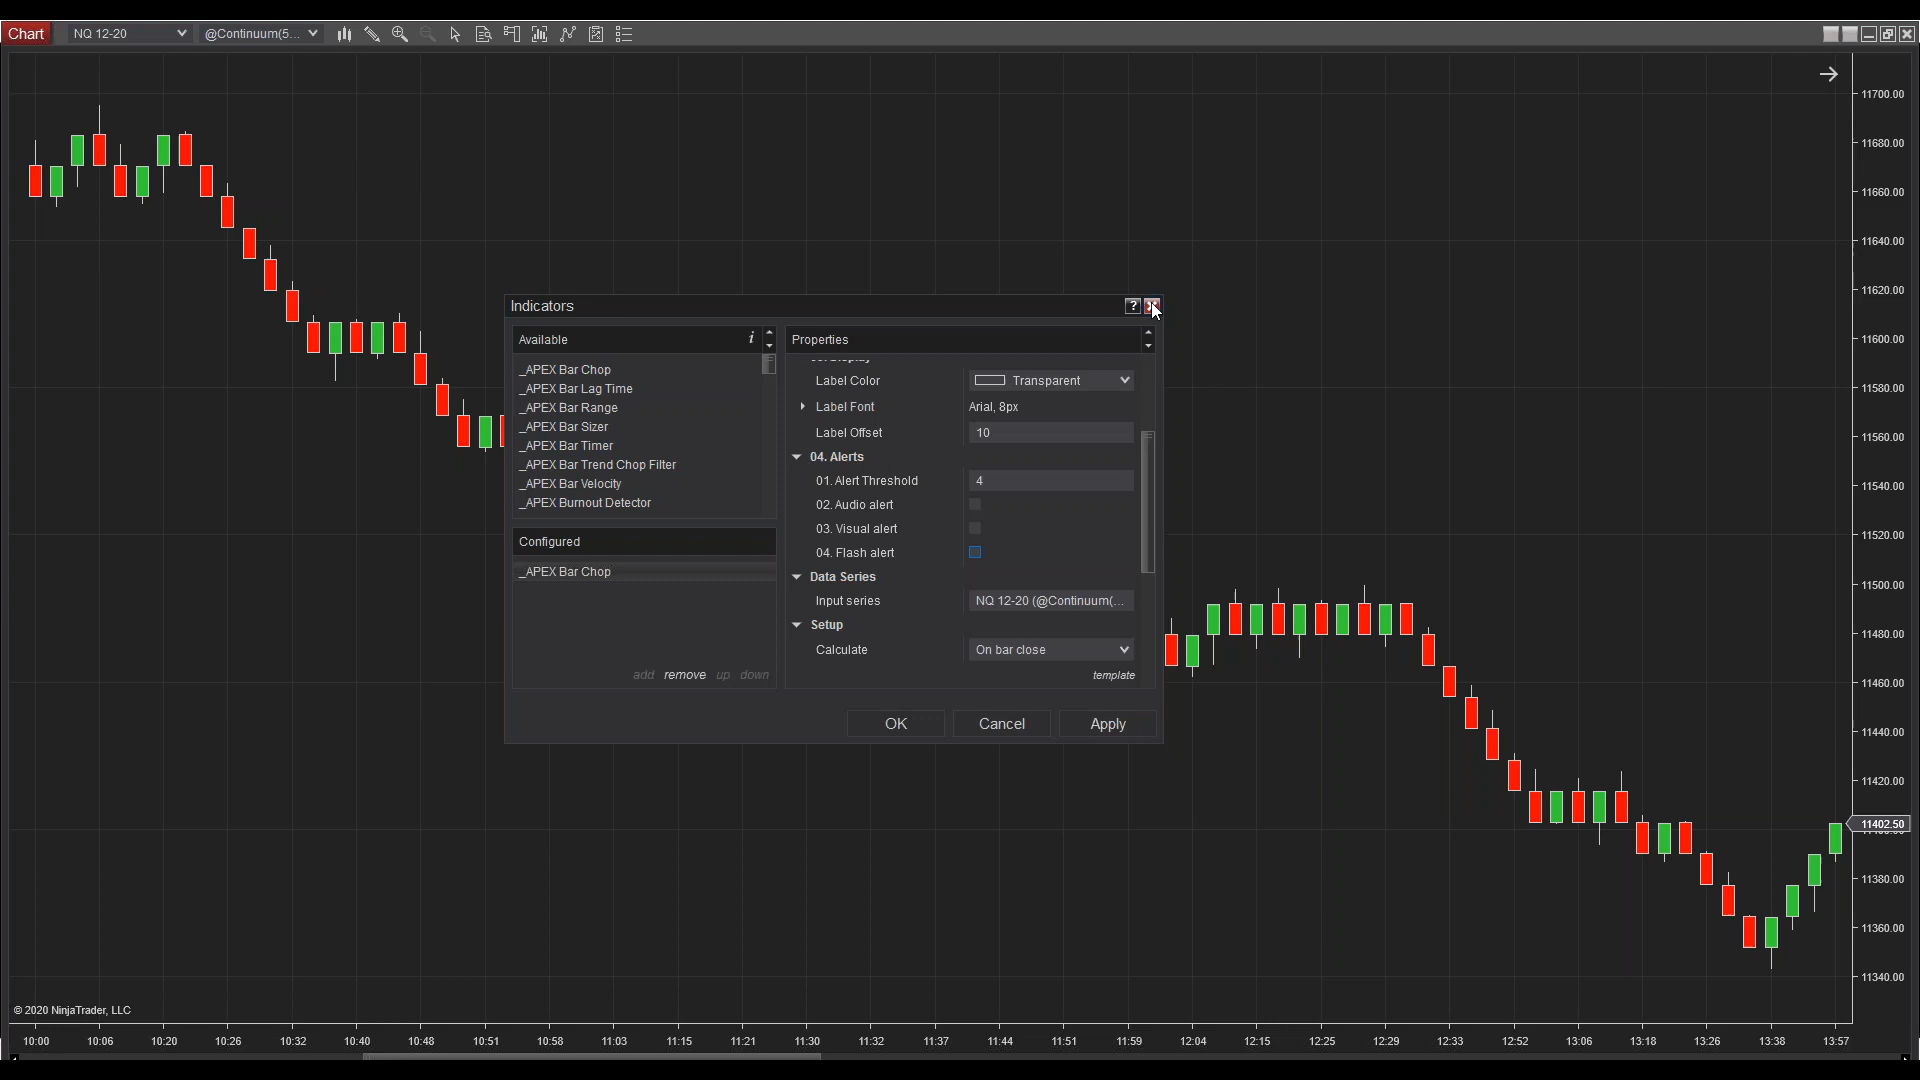 Chart NQ 12-20 @Continuum(5...
11700.00
11680.00
11660.00
11640.00
11620.00
11600.00
11580.00
11560.00
11540.00
11520.00
11500.00
11480.00
11460.00
11440.00
11420.00
11402.50
11380.00
11360.00
11340.00
Indicators ?
Available i
_APEX Bar Chop
_APEX Bar Lag Time
_APEX Bar Range
_APEX Bar Sizer
_APEX Bar Timer
_APEX Bar Trend Chop Filter
_APEX Bar Velocity
_APEX Burnout Detector
Configured
_APEX Bar Chop
add remove up down
Properties
Label Color Transparent
Label Font Arial, 8px
Label Offset 10
04. Alerts
01. Alert Threshold 4
02. Audio alert
03. Visual alert
04. Flash alert
Data Series
Input series NQ 12-20 (@Continuum(...
Setup
Calculate On bar close
template
OK Cancel Apply
© 2020 NinjaTrader, LLC
10:00 10:06 10:20 10:26 10:32 10:40 10:48 10:51 10:58 11:03 11:15 11:21 11:30 11:32 11:37 11:44 11:51 11:59 12:04 12:15 12:25 12:29 12:33 12:52 13:06 13:18 13:26 13:38 13:57